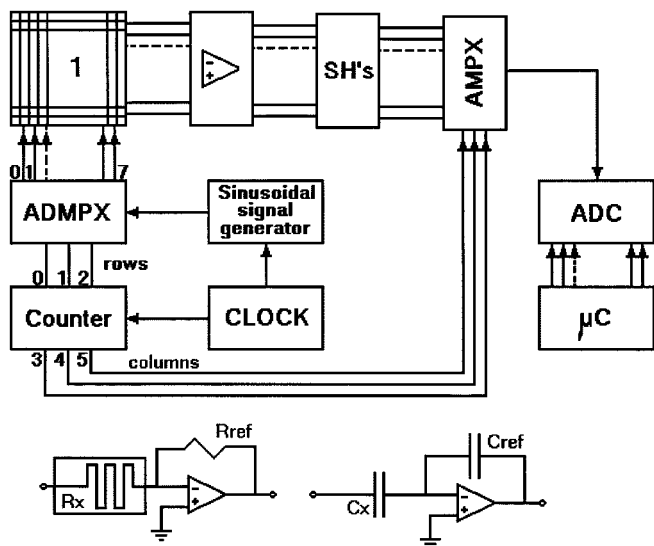 1
SH's
AMPX
0 1 7
ADMPX
Sinusoidal
signal
generator
ADC
0 1 2 rows
Counter
CLOCK
µC
3 4 5 columns
Rref
Rx
Cref
Cx